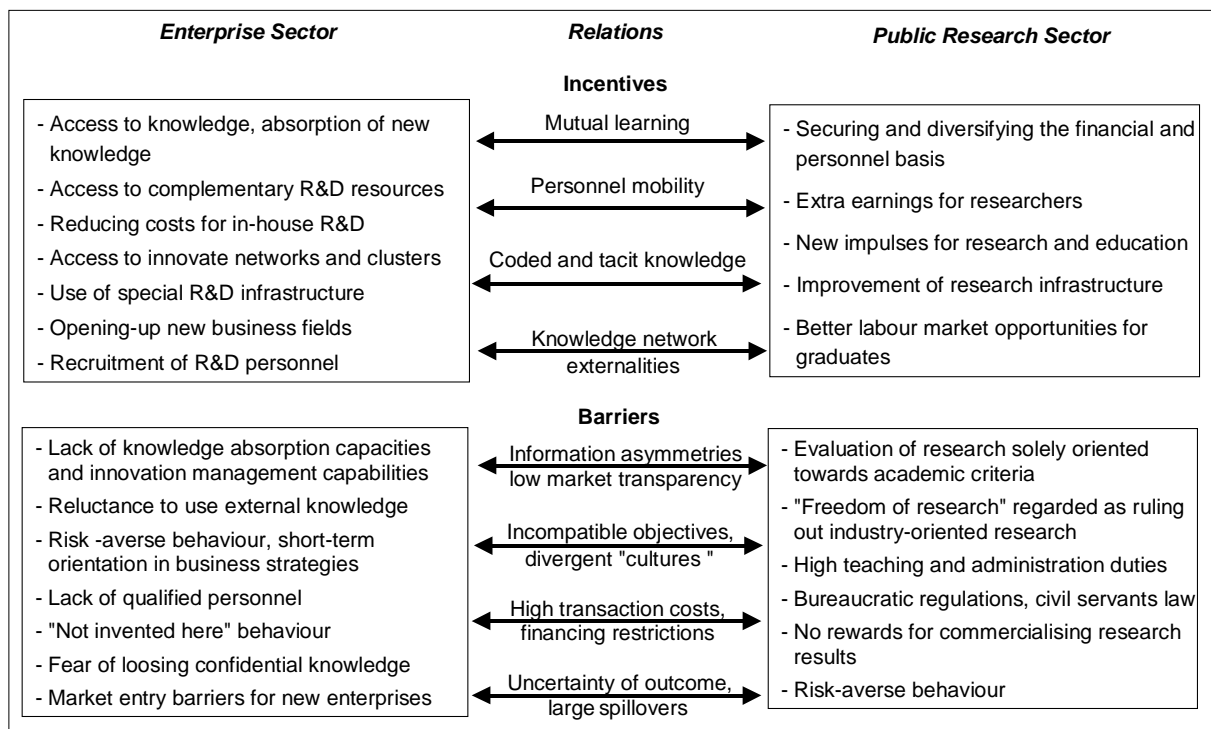 Enterprise Sector
Relations
Public Research Sector
Incentives
- Access to knowledge, absorption of new
knowledge
- Access to complementary R&D resources
- Reducing costs for in-house R&D
- Access to innovate networks and clusters
- Use of special R&D infrastructure
- Opening-up new business fields
- Recruitment of R&D personnel
Mutual learning
Personnel mobility
Coded and tacit knowledge
Knowledge network
externalities
- Securing and diversifying the financial and
personnel basis
- Extra earnings for researchers
- New impulses for research and education
- Improvement of research infrastructure
- Better labour market opportunities for
graduates
Barriers
- Lack of knowledge absorption capacities
and innovation management capabilities
- Reluctance to use external knowledge
- Risk -averse behaviour, short-term
orientation in business strategies
- Lack of qualified personnel
- "Not invented here" behaviour
- Fear of loosing confidential knowledge
- Market entry barriers for new enterprises
Information asymmetries
low market transparency
Incompatible objectives,
divergent "cultures "
High transaction costs,
financing restrictions
Uncertainty of outcome,
large spillovers
- Evaluation of research solely oriented
towards academic criteria
- "Freedom of research" regarded as ruling
out industry-oriented research
- High teaching and administration duties
- Bureaucratic regulations, civil servants law
- No rewards for commercialising research
results
- Risk-averse behaviour